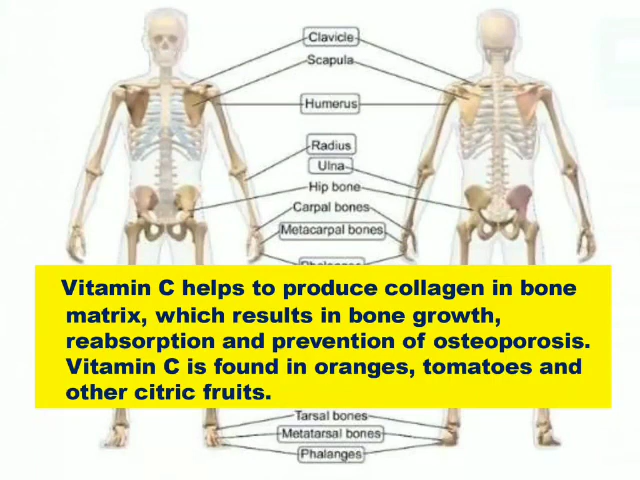 Clavicle
Scapula
Humerus
Radius
Ulna
Hip bone
Carpal bones
Metacarpal bones
Vitamin C helps to produce collagen in bone
matrix, which results in bone growth,
reabsorption and prevention of osteoporosis.
Vitamin C is found in oranges, tomatoes and
other citric fruits.
Tarsal bones
Metatarsal bones
Phalanges